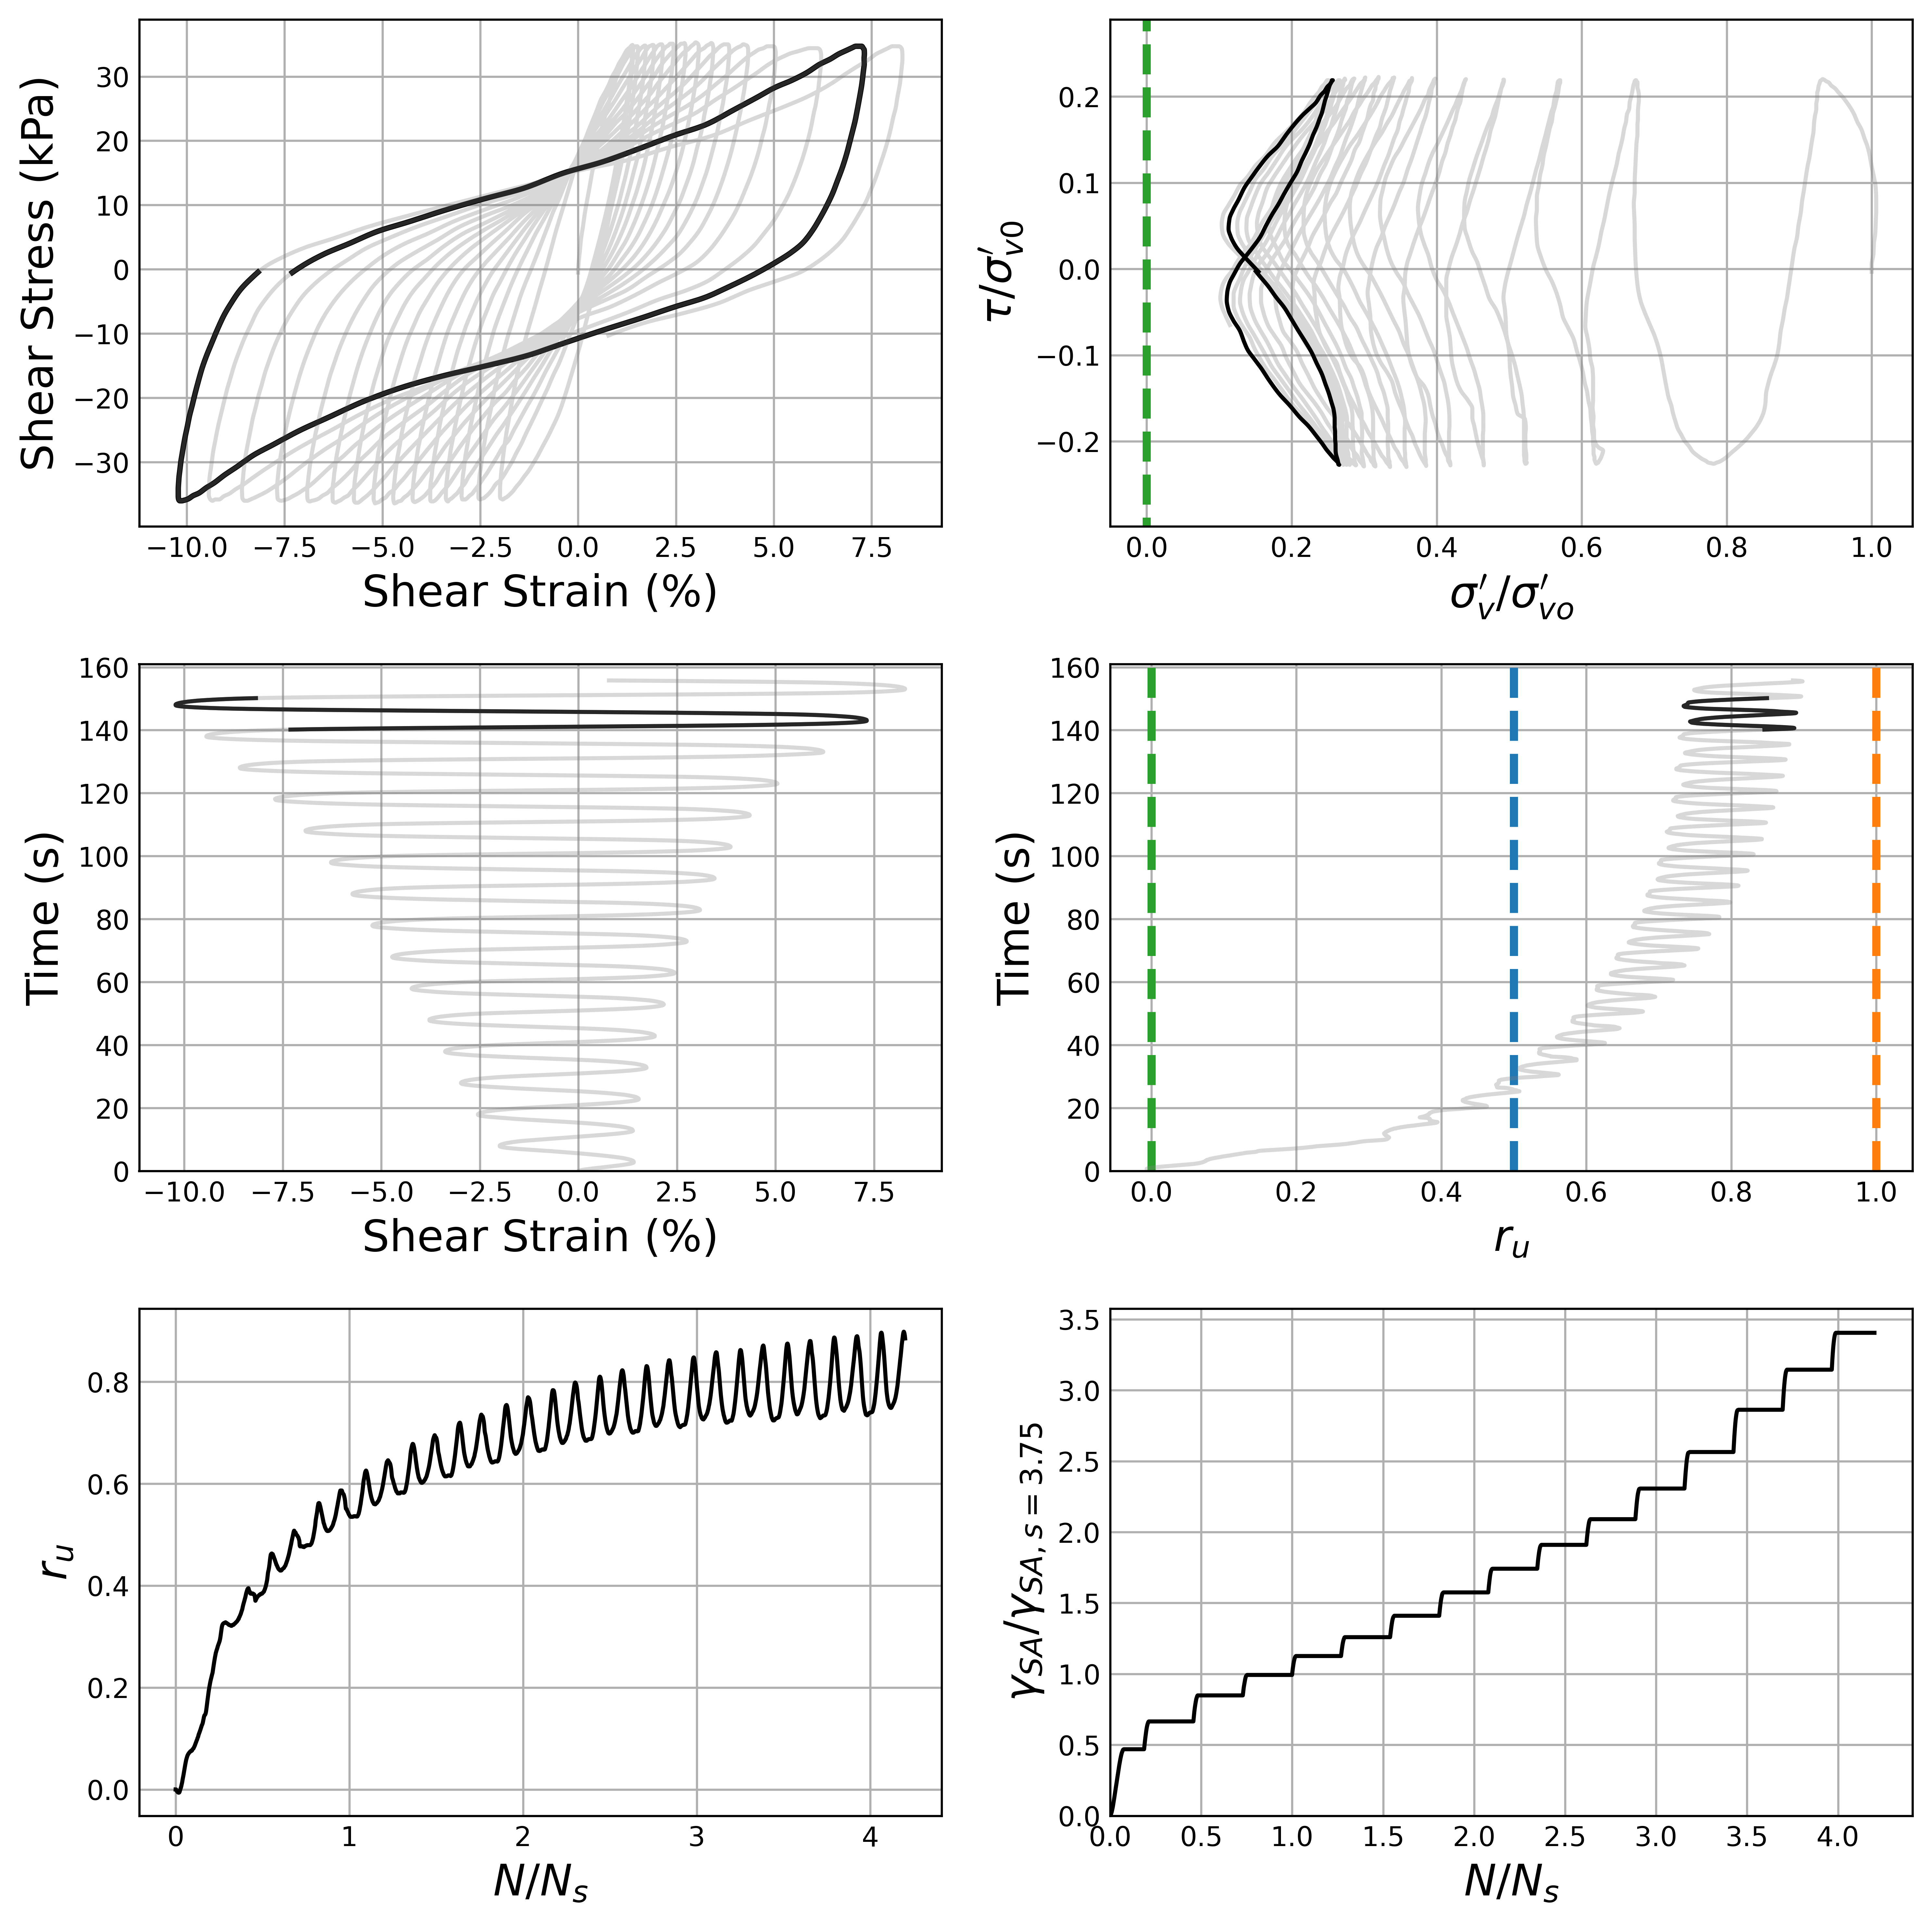 30
20
10
0
−10
−20
−30
Shear Stress (kPa)
−10.0 −7.5 −5.0 −2.5 0.0 2.5 5.0 7.5
Shear Strain (%)
0.2
0.1
0.0
−0.1
−0.2
τ/σ′v0
0.0 0.2 0.4 0.6 0.8 1.0
σ′v/σ′vo
160
140
120
100
80
60
40
20
0
Time (s)
−10.0 −7.5 −5.0 −2.5 0.0 2.5 5.0 7.5
Shear Strain (%)
160
140
120
100
80
60
40
20
0
Time (s)
0.0 0.2 0.4 0.6 0.8 1.0
ru
0.8
0.6
0.4
0.2
0.0
ru
0 1 2 3 4
N/Ns
3.5
3.0
2.5
2.0
1.5
1.0
0.5
0.0
γSA/γSA, s = 3.75
0.0 0.5 1.0 1.5 2.0 2.5 3.0 3.5 4.0
N/Ns